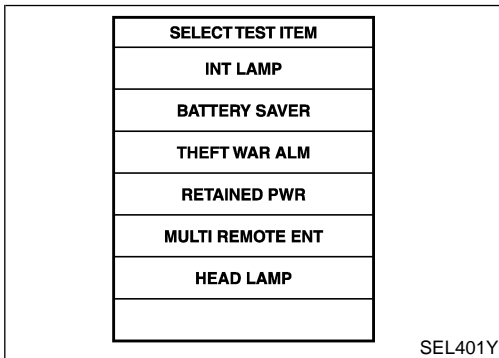 SELECT TEST ITEM
INT LAMP
BATTERY SAVER
THEFT WAR ALM
RETAINED PWR
MULTI REMOTE ENT
HEAD LAMP
SEL401Y